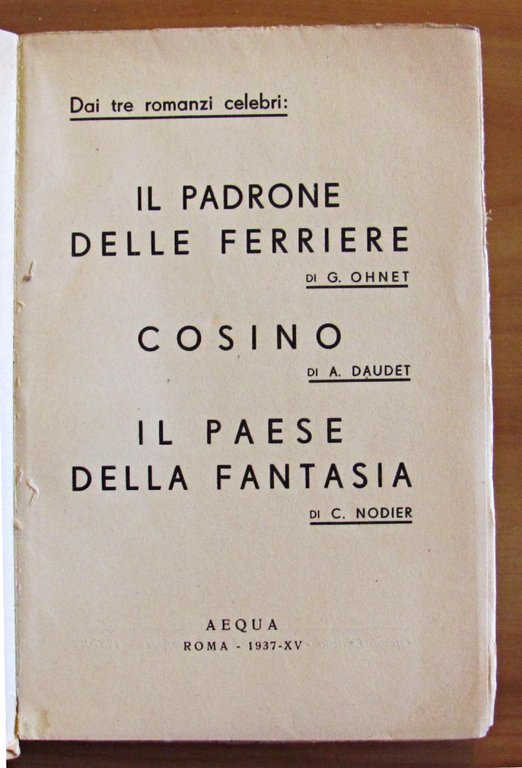 Dai tre romanzi celebri:
IL PADRONE
DELLE FERRIERE
DI G. OHNET
COSINO
DI A. DAUDET
IL PAESE
DELLA FANTASIA
DI C. NODIER
AEQUA
ROMA - 1937-XV